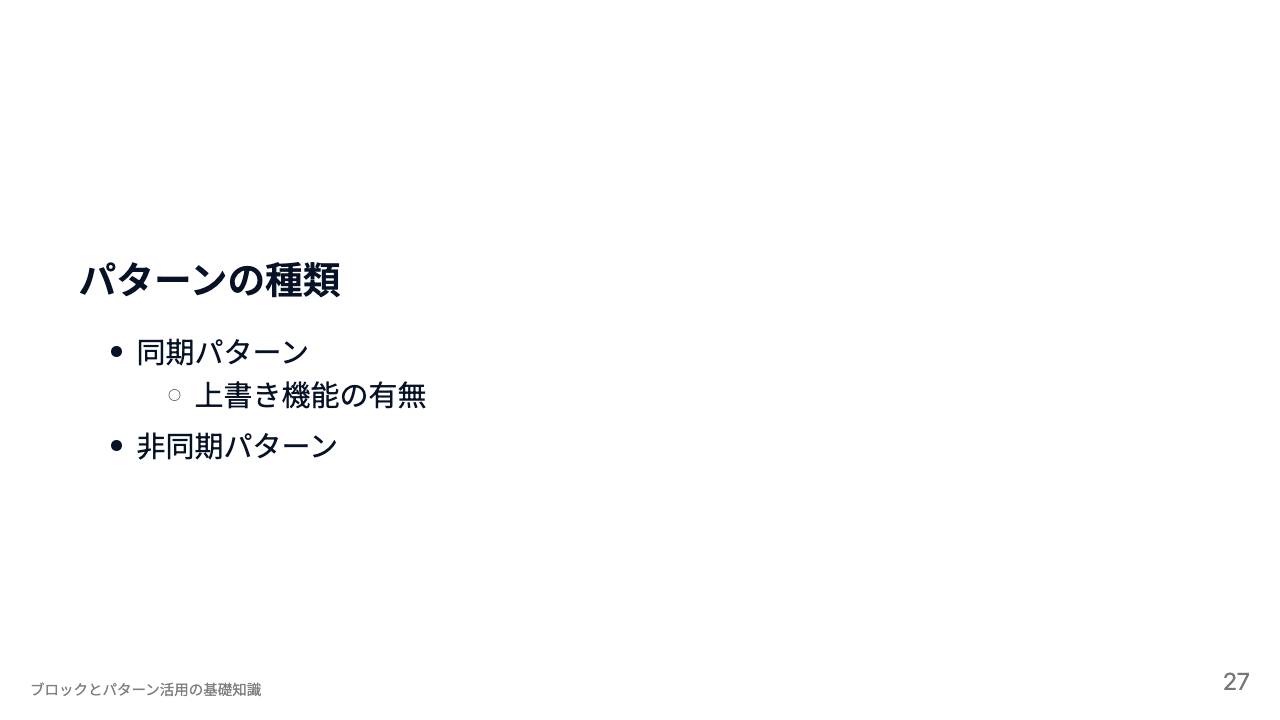 パターンの種類
同期パターン
上書き機能の有無
非同期パターン
ブロックとパターン活用の基礎知識
27